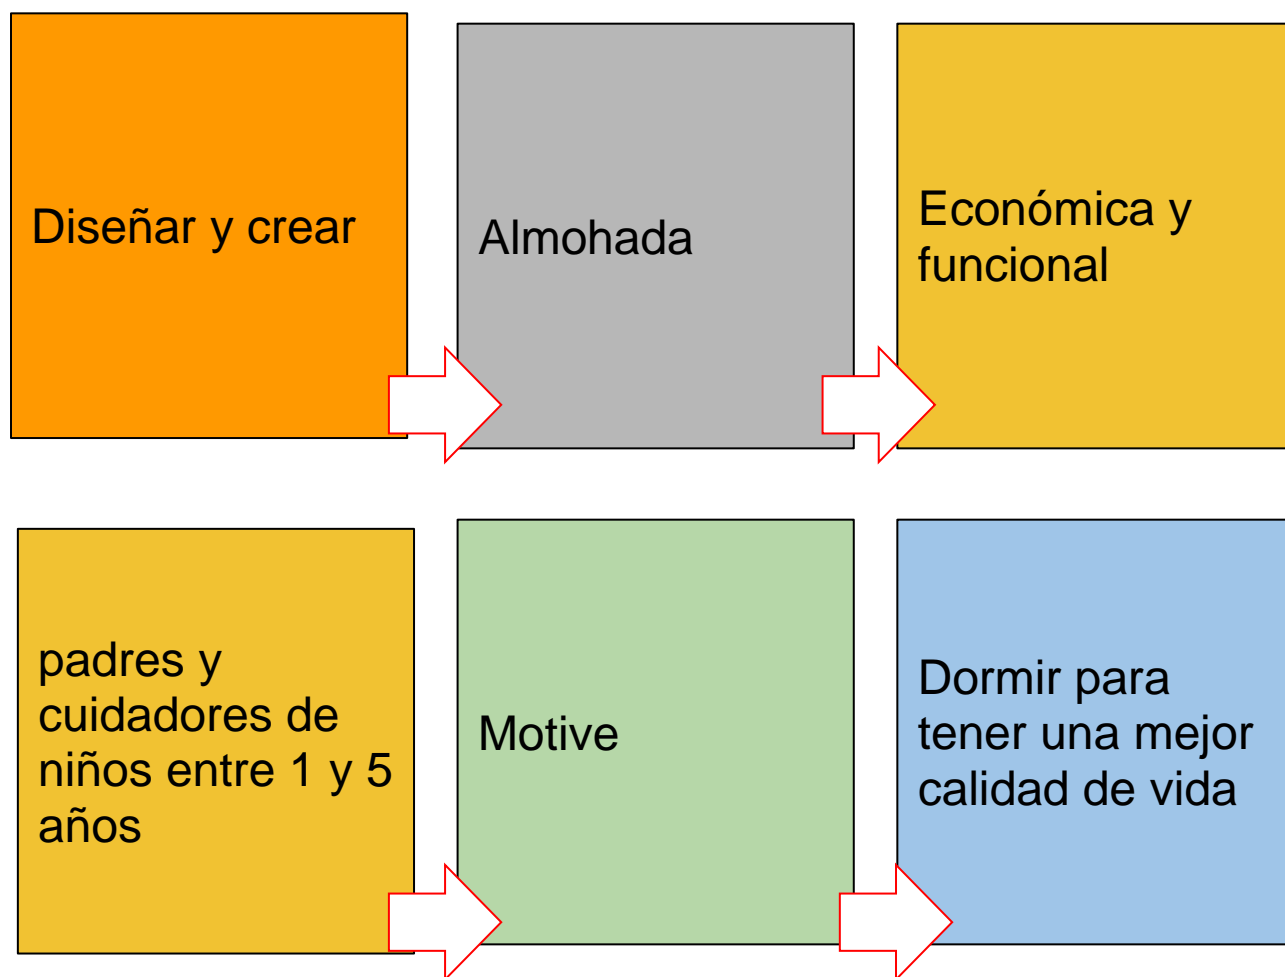 Diseñar y crear
Almohada
Económica y
funcional
padres y
cuidadores de
niños entre 1 y 5
años
Motive
Dormir para
tener una mejor
calidad de vida